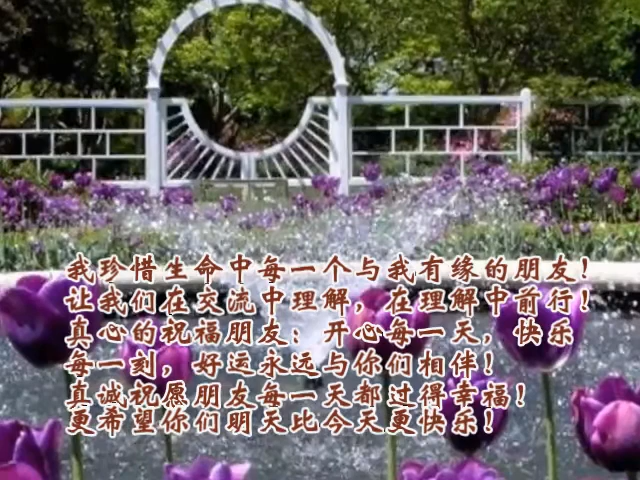 我珍惜生命中每一个与我有缘的朋友！
让我们在交流中理解，在理解中前行！
真心的祝福朋友：开心每一天，快乐
每一刻，好运永远与你们相伴！
真诚祝愿朋友每一天都过得幸福！
更希望你们明天比今天更快乐！